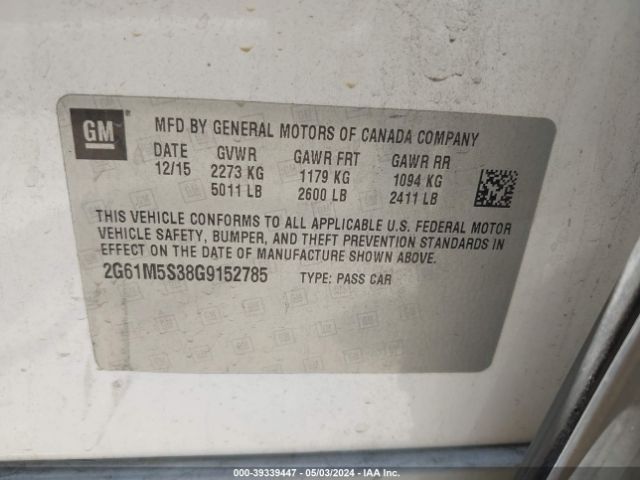 GM
MFD BY GENERAL MOTORS OF CANADA COMPANY
DATE GVWR GAWR FRT GAWR RR
12/15 2273 KG 1179 KG 1094 KG
5011 LB 2600 LB 2411 LB
THIS VEHICLE CONFORMS TO ALL APPLICABLE U.S. FEDERAL MOTOR
VEHICLE SAFETY, BUMPER, AND THEFT PREVENTION STANDARDS
IN EFFECT ON THE DATE OF MANUFACTURE SHOWN ABOVE.
2G61M5S38G9152785 TYPE: PASS CAR
000-39339447 - 05/03/2024 - IAA Inc.